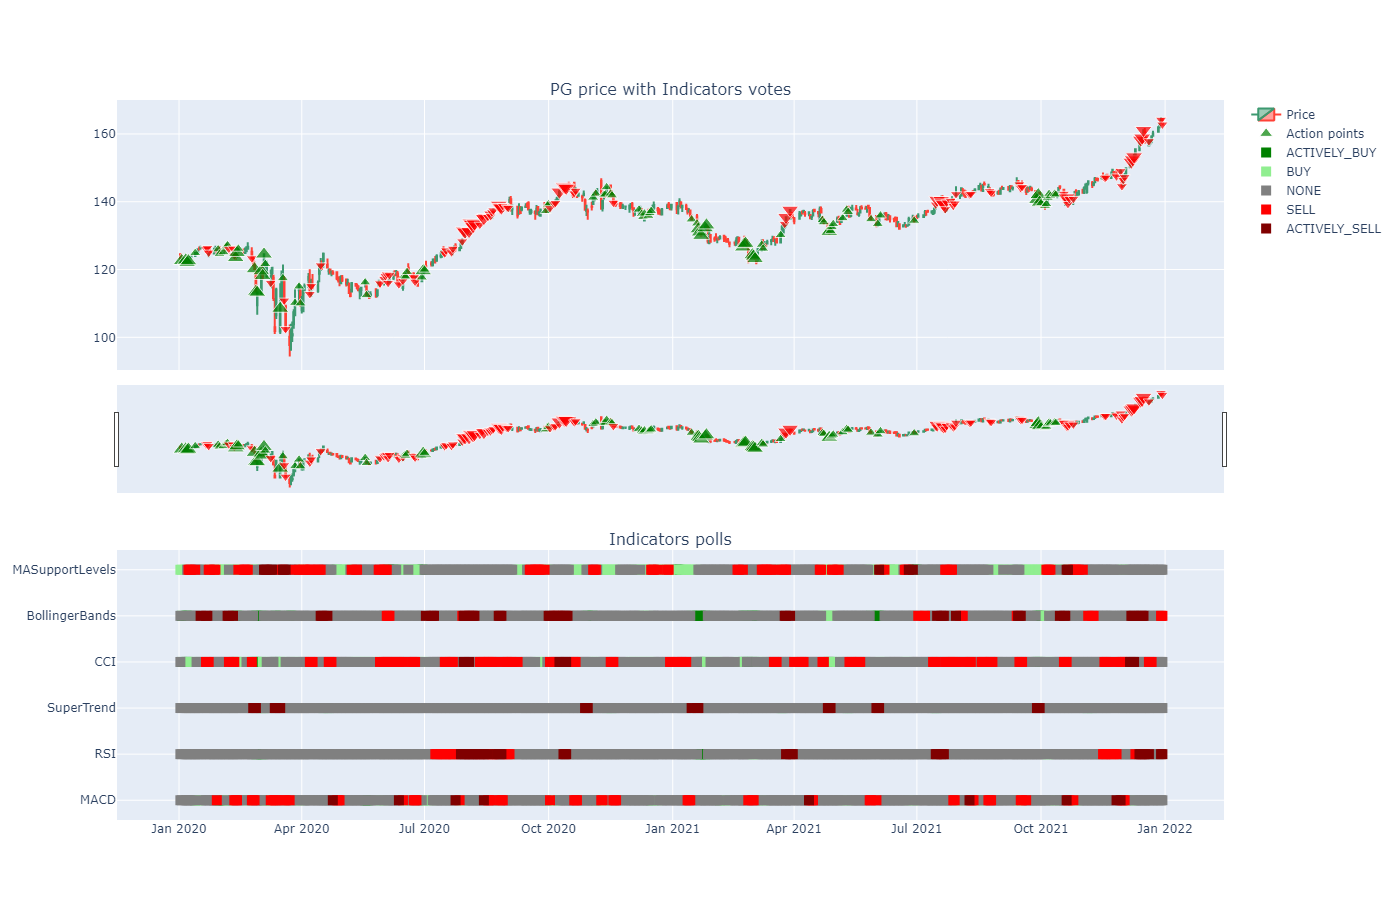 PG price with Indicators votes
160
140
120
100
Price
Action points
ACTIVELY_BUY
BUY
NONE
SELL
ACTIVELY_SELL
Indicators polls
MASupportLevels
BollingerBands
CCI
SuperTrend
RSI
MACD
Jan 2020 Apr 2020 Jul 2020 Oct 2020 Jan 2021 Apr 2021 Jul 2021 Oct 2021 Jan 2022